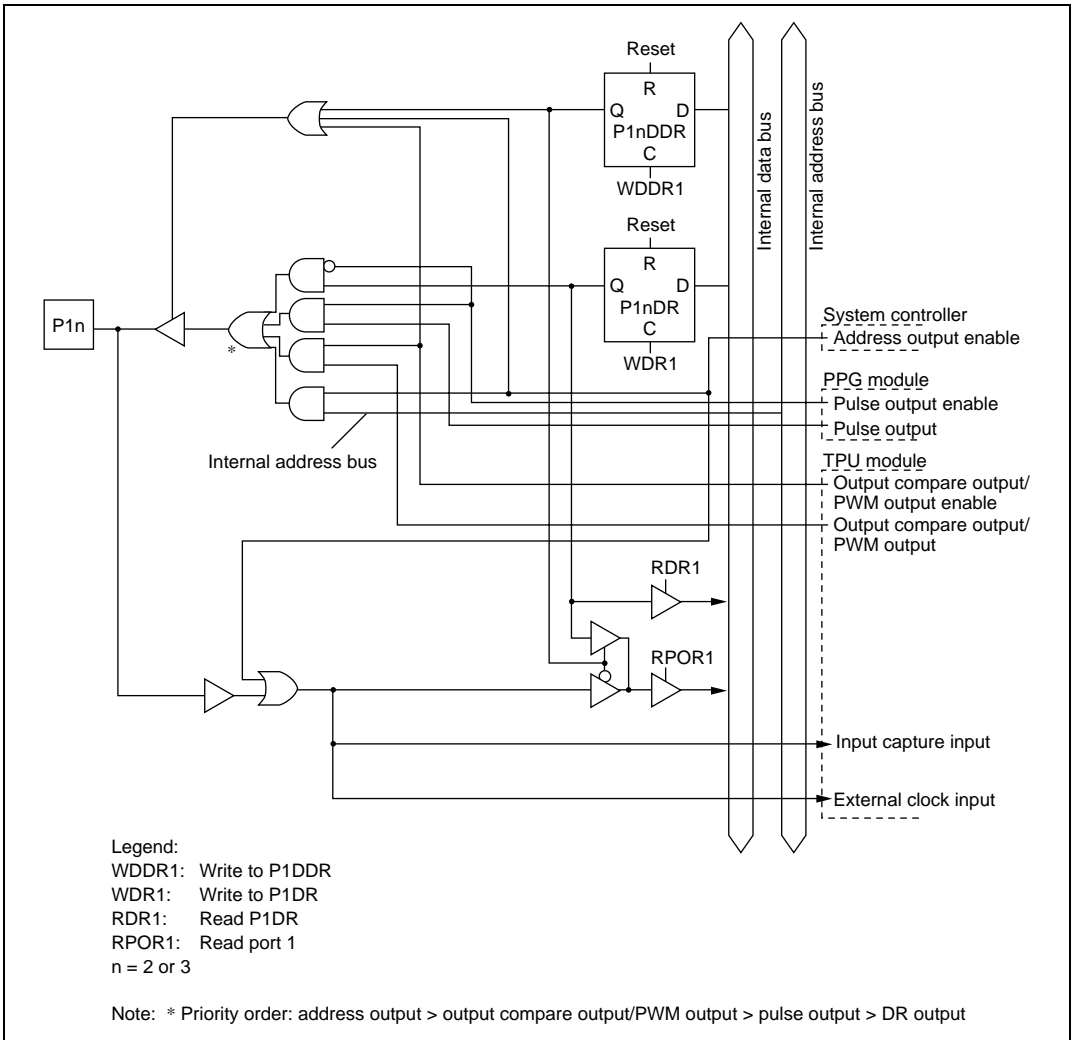 Reset
R
Q D
P1nDDR
C
WDDR1
Reset
R
Q D
P1nDR
C
WDR1
Internal data bus
Internal address bus
P1n
*
System controller
Address output enable
PPG module
Pulse output enable
Pulse output
Internal address bus
TPU module
Output compare output/
PWM output enable
Output compare output/
PWM output
RDR1
RPOR1
Input capture input
External clock input
Legend:
WDDR1: Write to P1DDR
WDR1: Write to P1DR
RDR1: Read P1DR
RPOR1: Read port 1
n = 2 or 3
Note: * Priority order: address output > output compare output/PWM output > pulse output > DR output